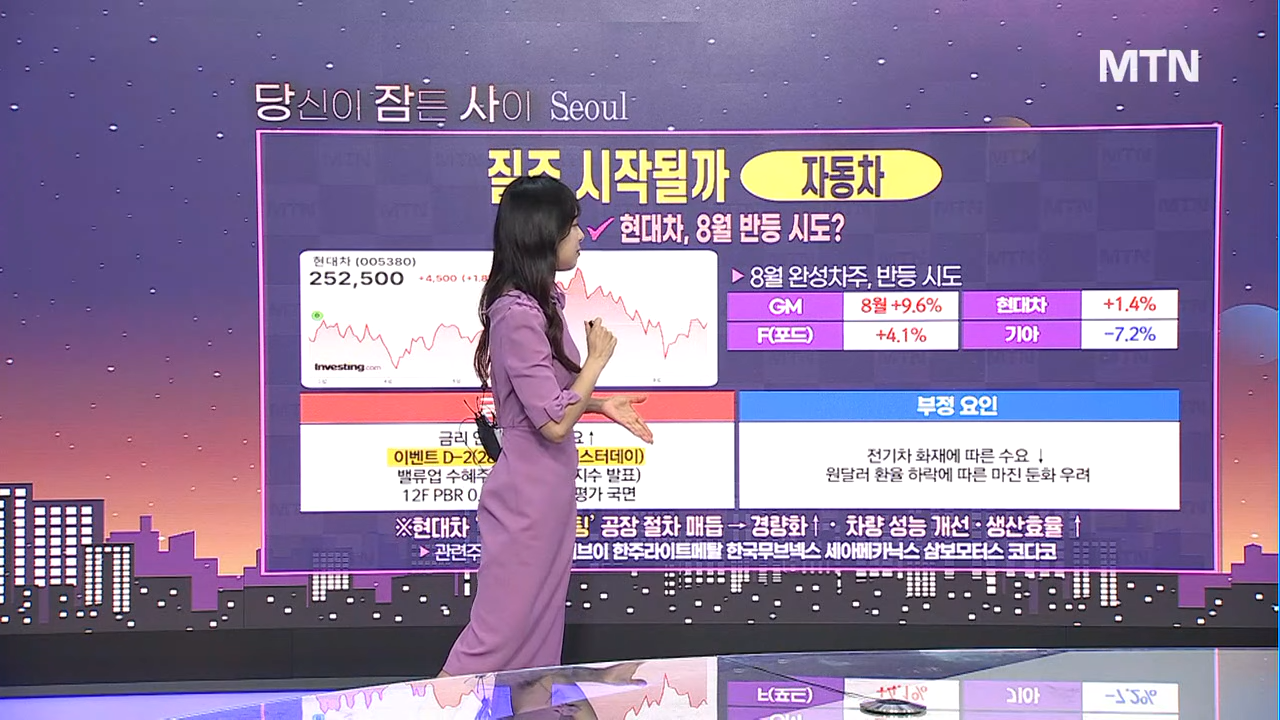 MTN
당신이 잠든 사이 Seoul
질주 시작될까 자동차
✓ 현대차, 8월 반등 시도?
현대차 (005380)
252,500 +4,500
Investing.com
▶ 8월 완성차주, 반등 시도
GM 8월 +9.6% 현대차 +1.4%
F(포드) +4.1% 기아 -7.2%
금리
이벤트 D-2
밸류업 수혜주 지수 발표)
12F PBR 평가 국면
부정 요인
전기차 화재에 따른 수요 ↓
원달러 환율 하락에 따른 마진 둔화 우려
※현대차 공장 절차 매듭 → 경량화↑· 차량 성능 개선·생산효율 ↑
▶ 한주라이트메탈 한국무브넥스 세아메카닉스 삼보모터스 코다코